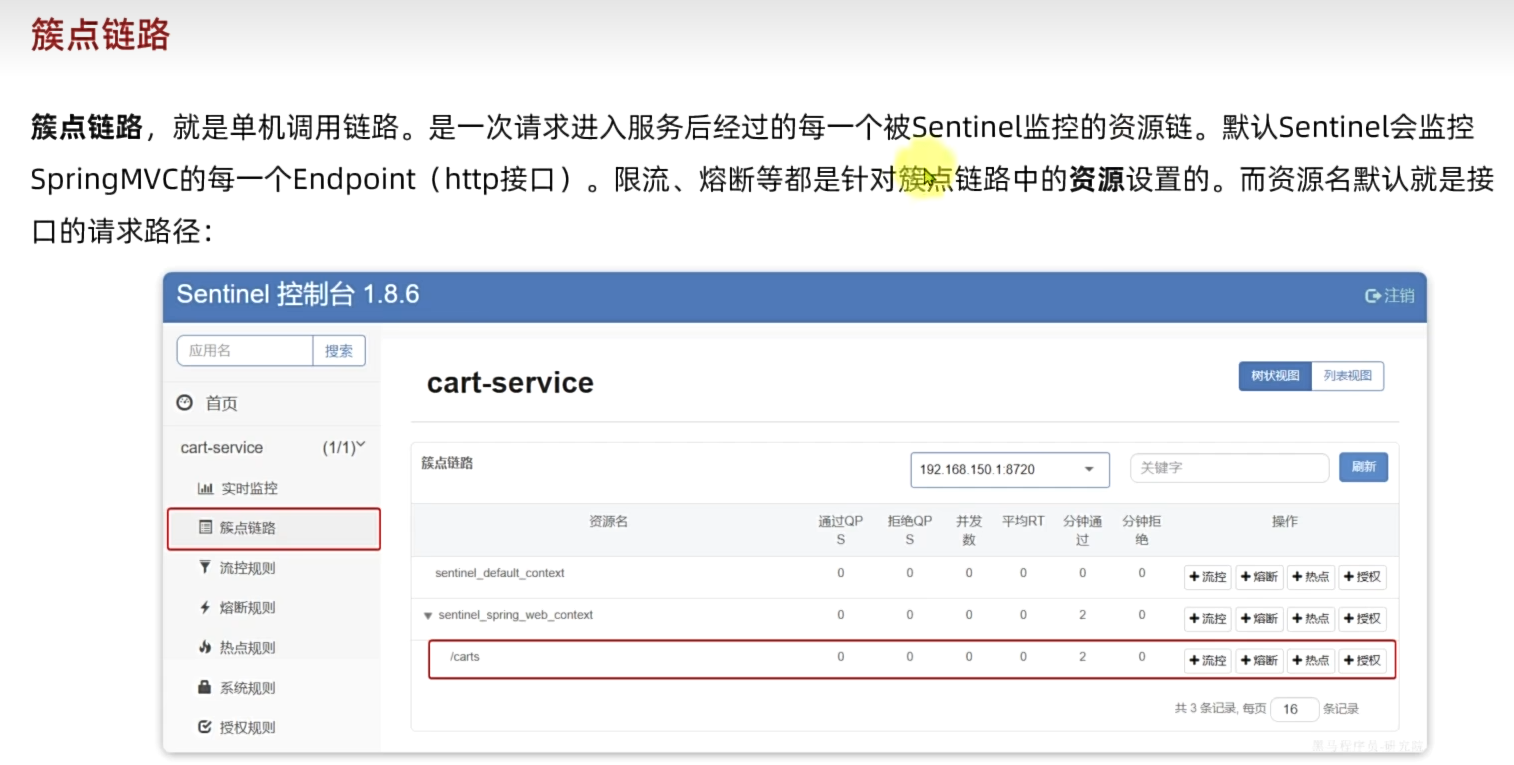 簇点链路
簇点链路，就是单机调用链路。是一次请求进入服务后经过的每一个被Sentinel监控的资源链。默认Sentinel会监控
SpringMVC的每一个Endpoint（http接口）。限流、熔断等都是针对簇点链路中的资源设置的。而资源名默认就是接
口的请求路径：
Sentinel 控制台 1.8.6
注销
应用名 搜索
首页
cart-service (1/1)
实时监控
簇点链路
流控规则
熔断规则
热点规则
系统规则
授权规则
cart-service
树状视图 列表视图
簇点链路 192.168.150.1:8720 关键字 刷新
资源名 通过QP 拒绝QP 并发 平均RT 分钟通 分钟拒 操作
S S 数 过 绝
sentinel_default_context 0 0 0 0 0 0 +流控 +熔断 +热点 +授权
sentinel_spring_web_context 0 0 0 0 2 0 +流控 +熔断 +热点 +授权
/carts 0 0 0 0 2 0 +流控 +熔断 +热点 +授权
共 3 条记录, 每页 16 条记录
黑马程序员-研究院